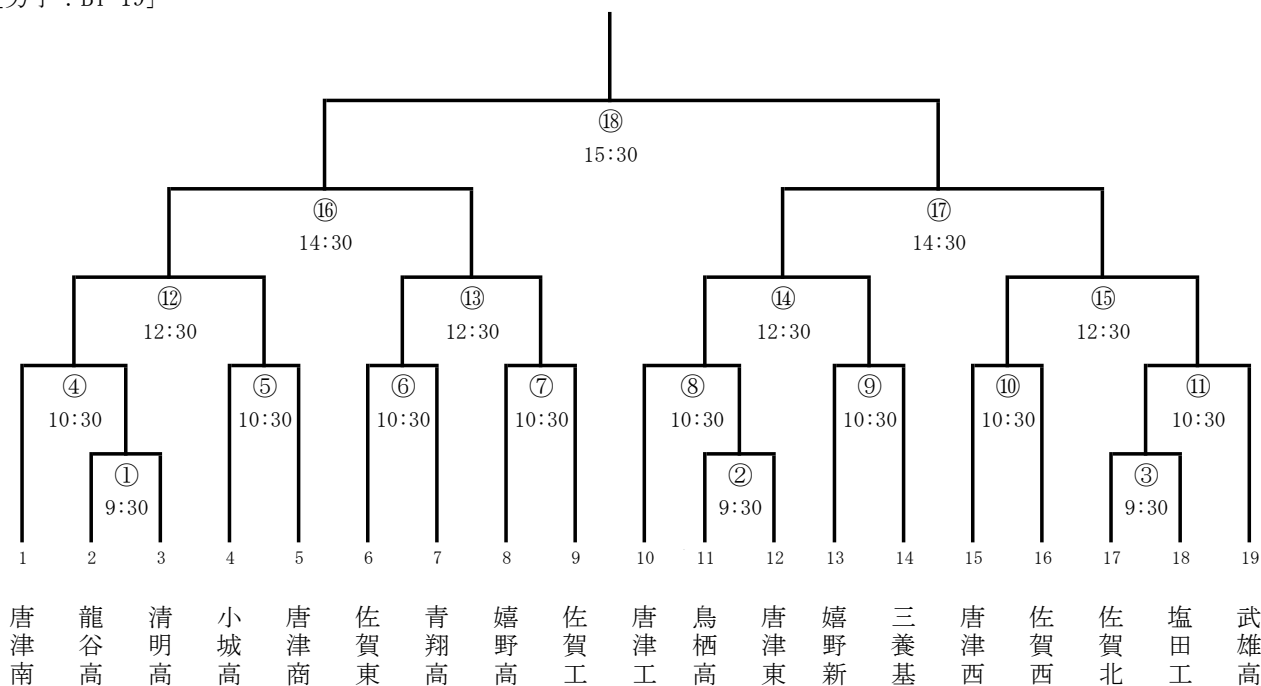 ⑱
15:30
⑯ ⑰
14:30 14:30
⑫ ⑬ ⑭ ⑮
12:30 12:30 12:30 12:30
④ ⑤ ⑥ ⑦ ⑧ ⑨ ⑩ ⑪
10:30 10:30 10:30 10:30 10:30 10:30 10:30 10:30
① ② ③
9:30 9:30 9:30
1 2 3 4 5 6 7 8 9 10 11 12 13 14 15 16 17 18 19
唐津南
龍谷高
清明高
小城高
唐津商
佐賀東
青翔高
嬉野高
佐賀工
唐津工
鳥栖高
唐津東
嬉野新
三養基
唐津西
佐賀西
佐賀北
塩田工
武雄高